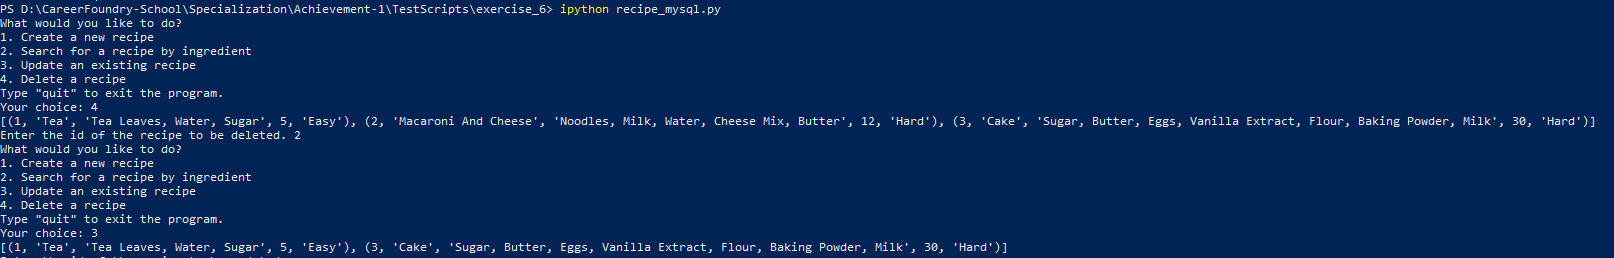 PS D:\CareerFoundry-School\Specialization\Achievement-1\TestScripts\exercise_6> ipython recipe_mysql.py
What would you like to do?
1. Create a new recipe
2. Search for a recipe by ingredient
3. Update an existing recipe
4. Delete a recipe
Type "quit" to exit the program.
Your choice: 4
[(1, 'Tea', 'Tea Leaves, Water, Sugar', 5, 'Easy'), (2, 'Macaroni And Cheese', 'Noodles, Milk, Water, Cheese Mix, Butter', 12, 'Hard'), (3, 'Cake', 'Sugar, Butter, Eggs, Vanilla Extract, Flour, Baking Powder, Milk', 30, 'Hard')]
Enter the id of the recipe to be deleted. 2
What would you like to do?
1. Create a new recipe
2. Search for a recipe by ingredient
3. Update an existing recipe
4. Delete a recipe
Type "quit" to exit the program.
Your choice: 3
[(1, 'Tea', 'Tea Leaves, Water, Sugar', 5, 'Easy'), (3, 'Cake', 'Sugar, Butter, Eggs, Vanilla Extract, Flour, Baking Powder, Milk', 30, 'Hard')]